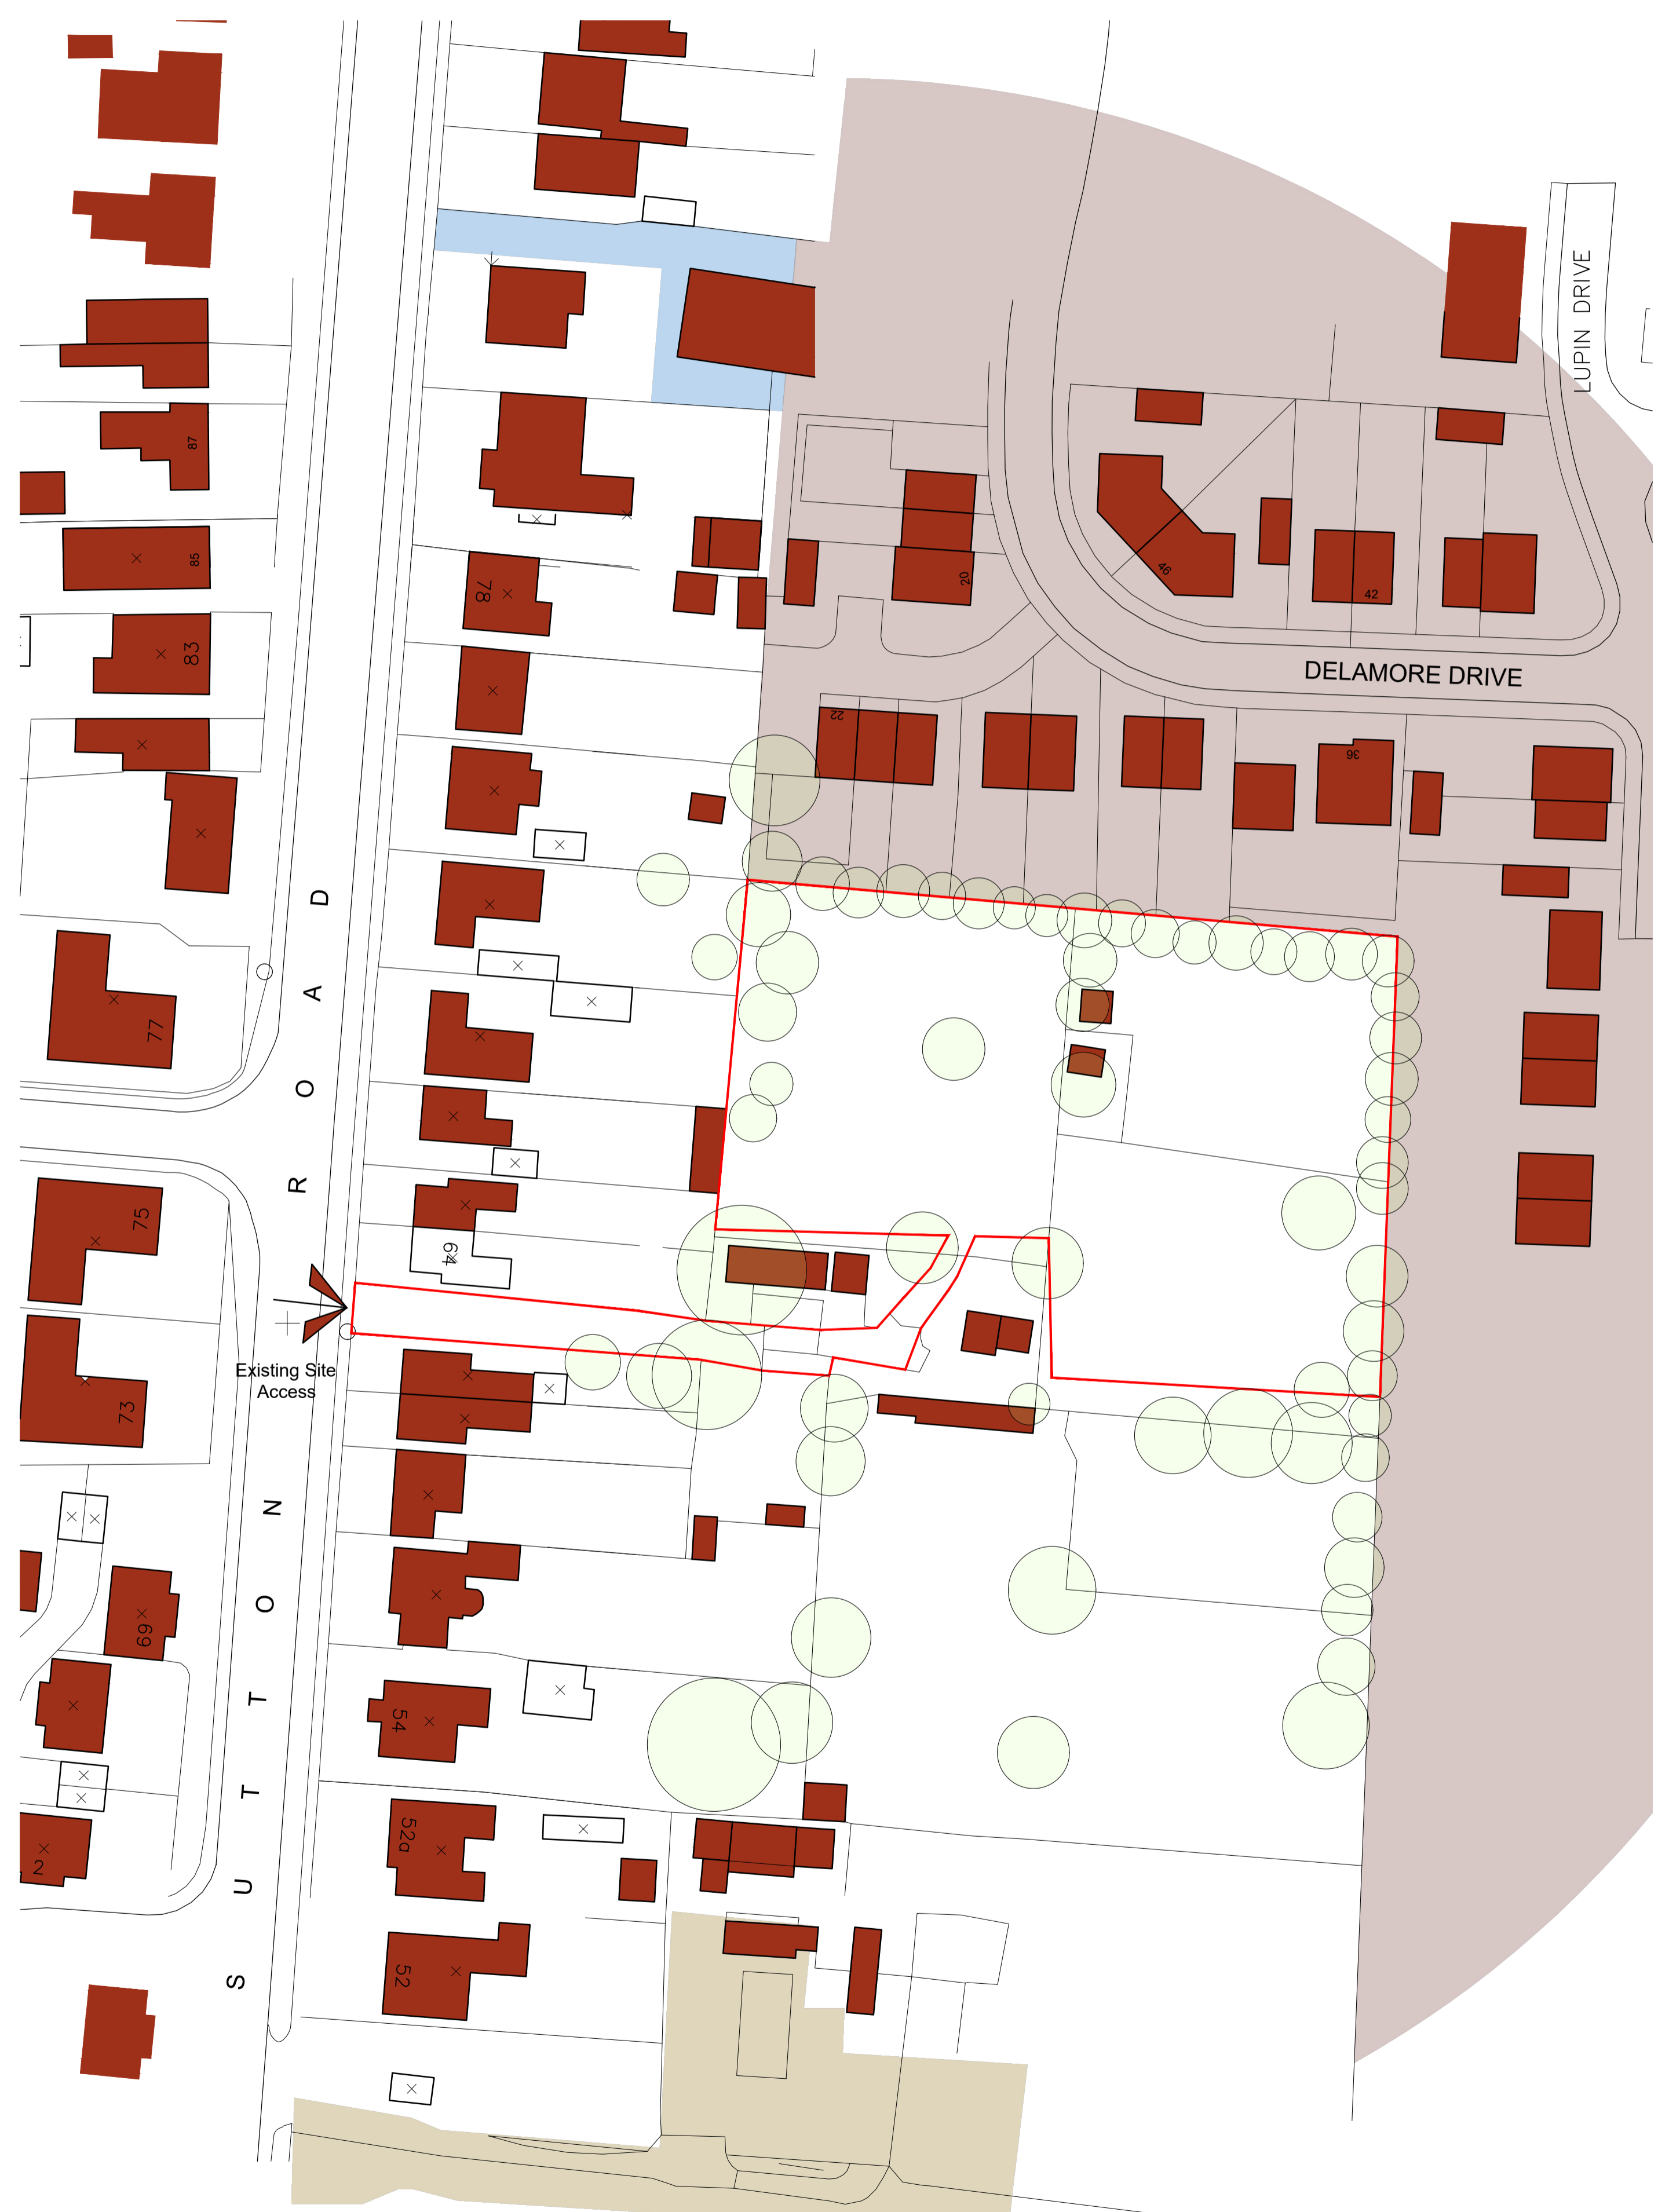 LUPIN DRIVE
87
85
83
78
20
46
42
DELAMORE DRIVE
22
36
77
75
64
Existing Site
Access
73
69
54
52a
2
52
SUTTON ROAD